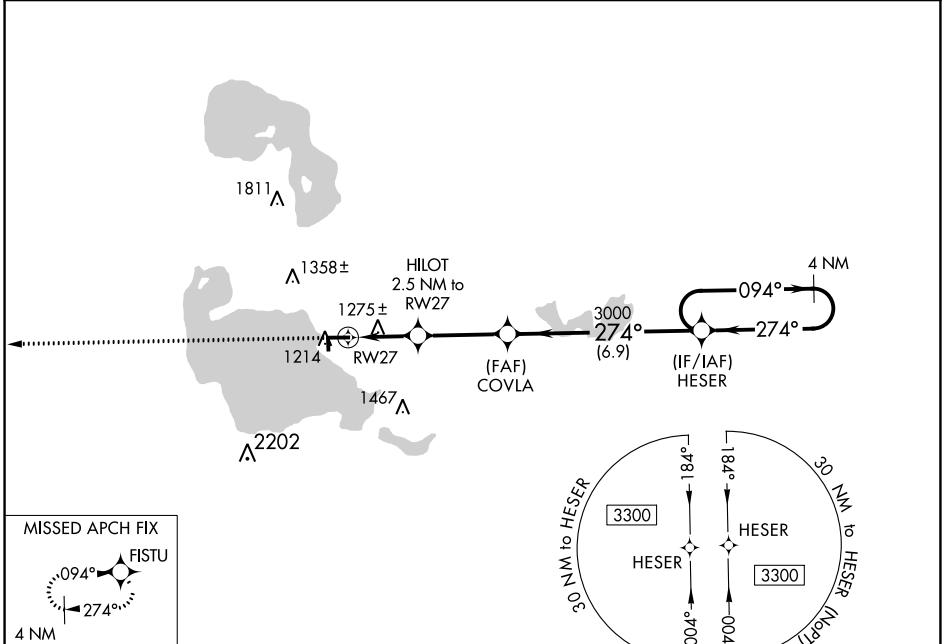 1811
1358±
HILOT
2.5 NM to
RW27
1275±
1214
RW27
1467
2202
(FAF)
COVLA
3000
274°
(6.9)
(IF/IAF)
HESER
094°
4 NM
274°
MISSED APCH FIX
FISTU
094°
274°
4 NM
30 NM to HESER
184°
3300
HESER
004°
184°
30 NM to HESER (NoPT)
HESER
3300